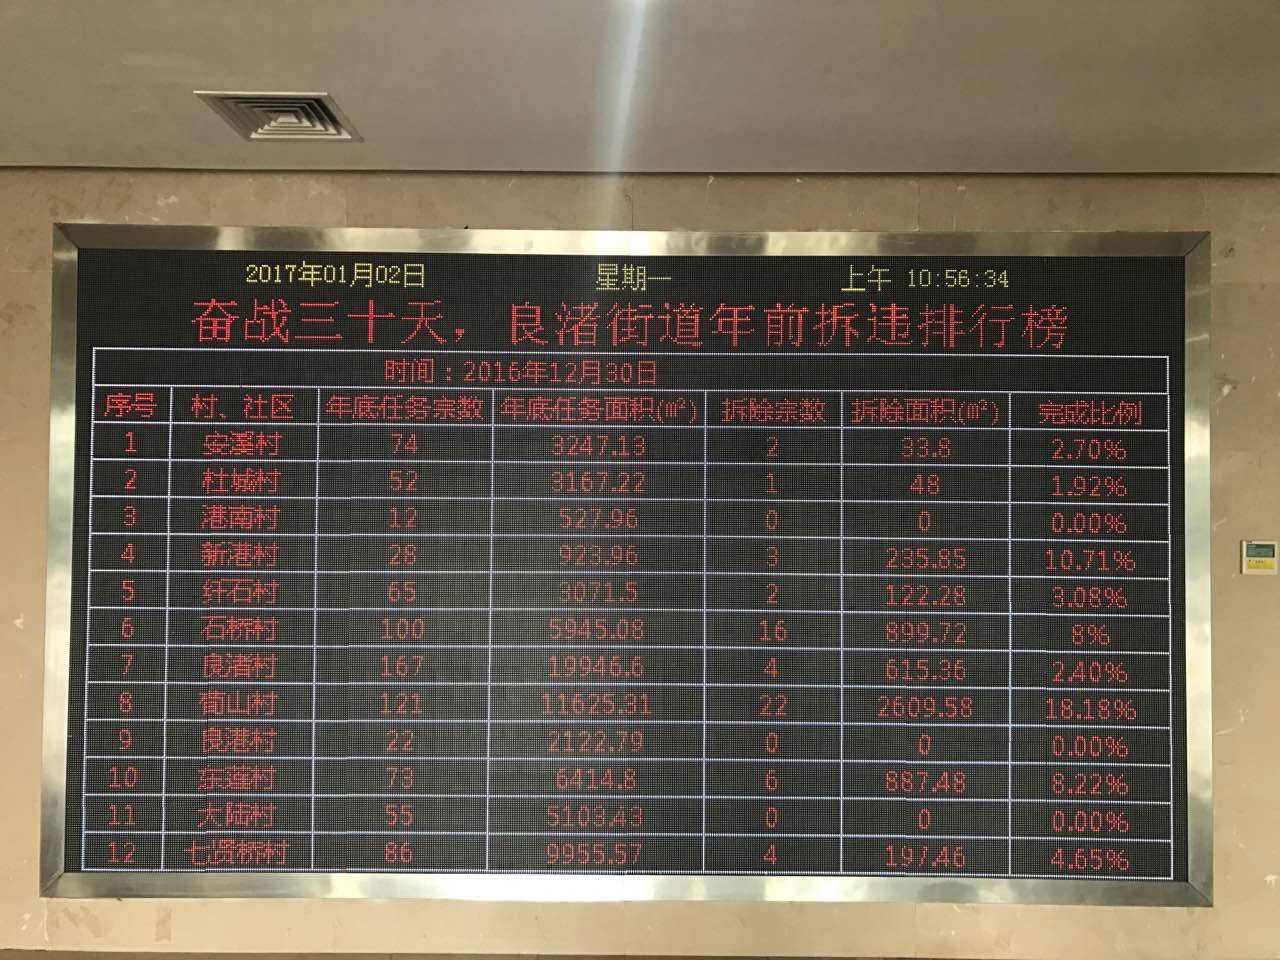 2017年01月02日 星期一 上午 10:56:34
奋战三十天，良渚街道年前拆违排行榜
时间：2016年12月30日
序号 村、社区 年底任务宗数 年底任务面积(m²) 拆除宗数 拆除面积(m²) 完成比例
1 安溪村 74 3247.13 2 33.8 2.70%
2 杜城村 52 3167.22 1 48 1.92%
3 港南村 12 527.96 0 0 0.00%
4 新港村 28 923.96 3 235.85 10.71%
5 纤石村 65 3071.5 2 122.28 3.08%
6 石桥村 100 5945.08 16 899.72 8%
7 良渚村 167 19946.6 4 615.36 2.40%
8 荀山村 121 11625.31 22 2609.58 18.18%
9 良港村 22 2122.79 0 0 0.00%
10 东莲村 73 6414.8 6 887.48 8.22%
11 大陆村 55 5103.43 0 0 0.00%
12 七贤桥村 86 9955.57 4 197.46 4.65%